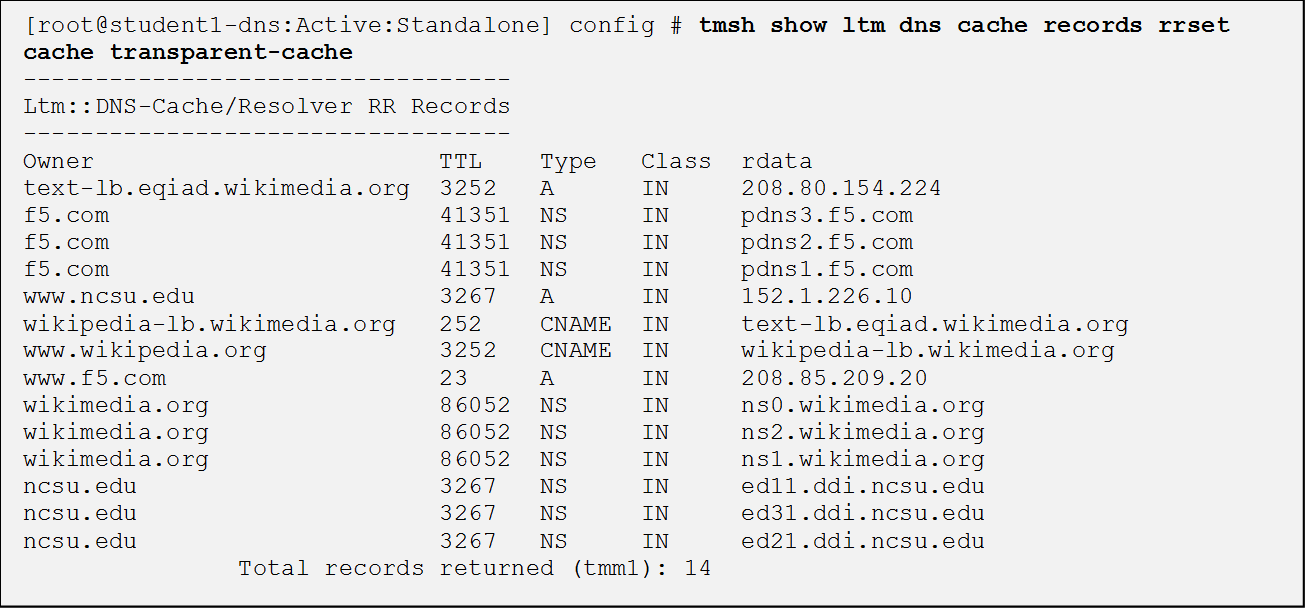 [root@student1-dns:Active:Standalone] config # tmsh show ltm dns cache records rrset
cache transparent-cache
----------------------------------
Ltm::DNS-Cache/Resolver RR Records
----------------------------------
Owner TTL Type Class rdata
text-lb.eqiad.wikimedia.org 3252 A IN 208.80.154.224
f5.com 41351 NS IN pdns3.f5.com
f5.com 41351 NS IN pdns2.f5.com
f5.com 41351 NS IN pdns1.f5.com
www.ncsu.edu 3267 A IN 152.1.226.10
wikipedia-lb.wikimedia.org 252 CNAME IN text-lb.eqiad.wikimedia.org
www.wikipedia.org 3252 CNAME IN wikipedia-lb.wikimedia.org
www.f5.com 23 A IN 208.85.209.20
wikimedia.org 86052 NS IN ns0.wikimedia.org
wikimedia.org 86052 NS IN ns2.wikimedia.org
wikimedia.org 86052 NS IN ns1.wikimedia.org
ncsu.edu 3267 NS IN ed11.ddi.ncsu.edu
ncsu.edu 3267 NS IN ed31.ddi.ncsu.edu
ncsu.edu 3267 NS IN ed21.ddi.ncsu.edu
Total records returned (tmm1): 14